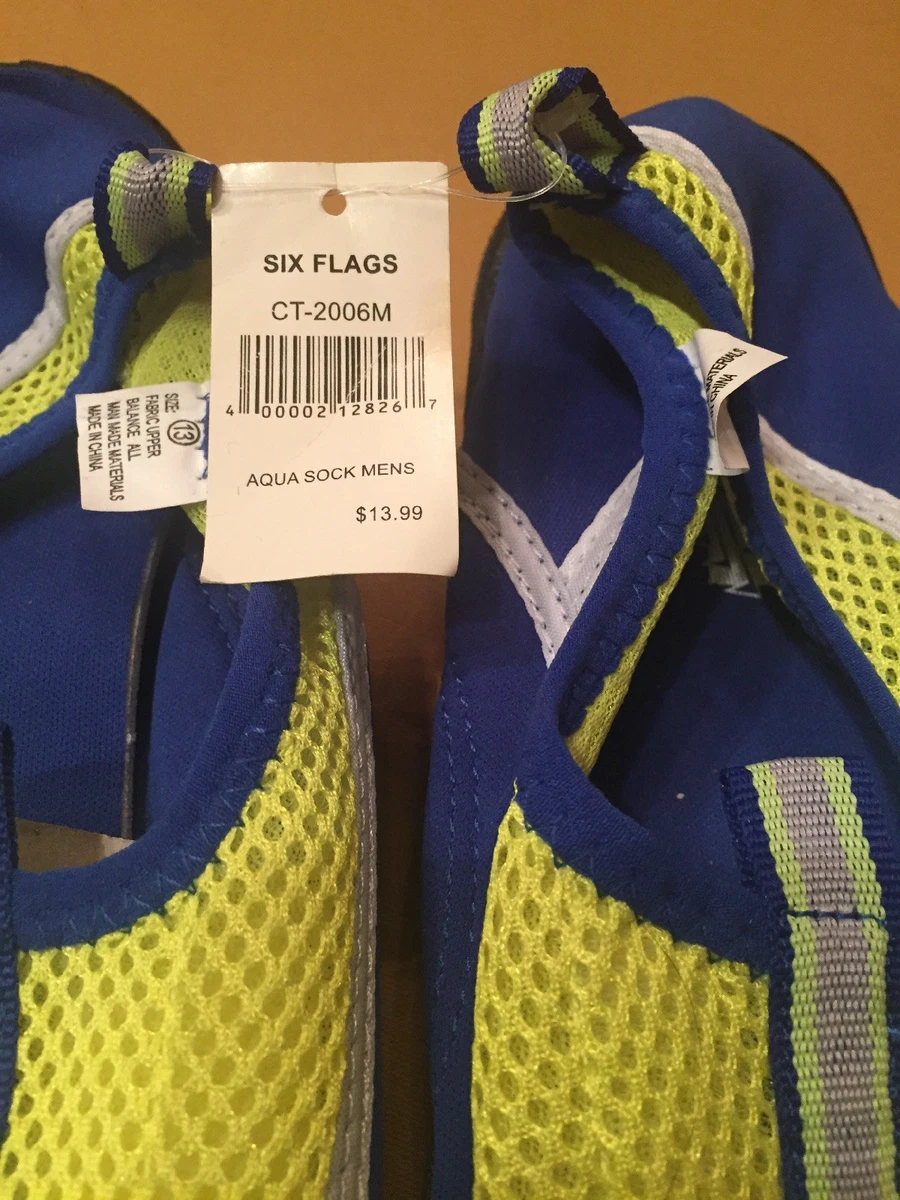 SIX FLAGS
CT-2006M
4 00002 12826 7
AQUA SOCK MENS
$13.99
SIZE: 13
FABRIC UPPER
BALANCE ALL
MAN MADE MATERIALS
MADE IN CHINA
MATERIALS
CHINA